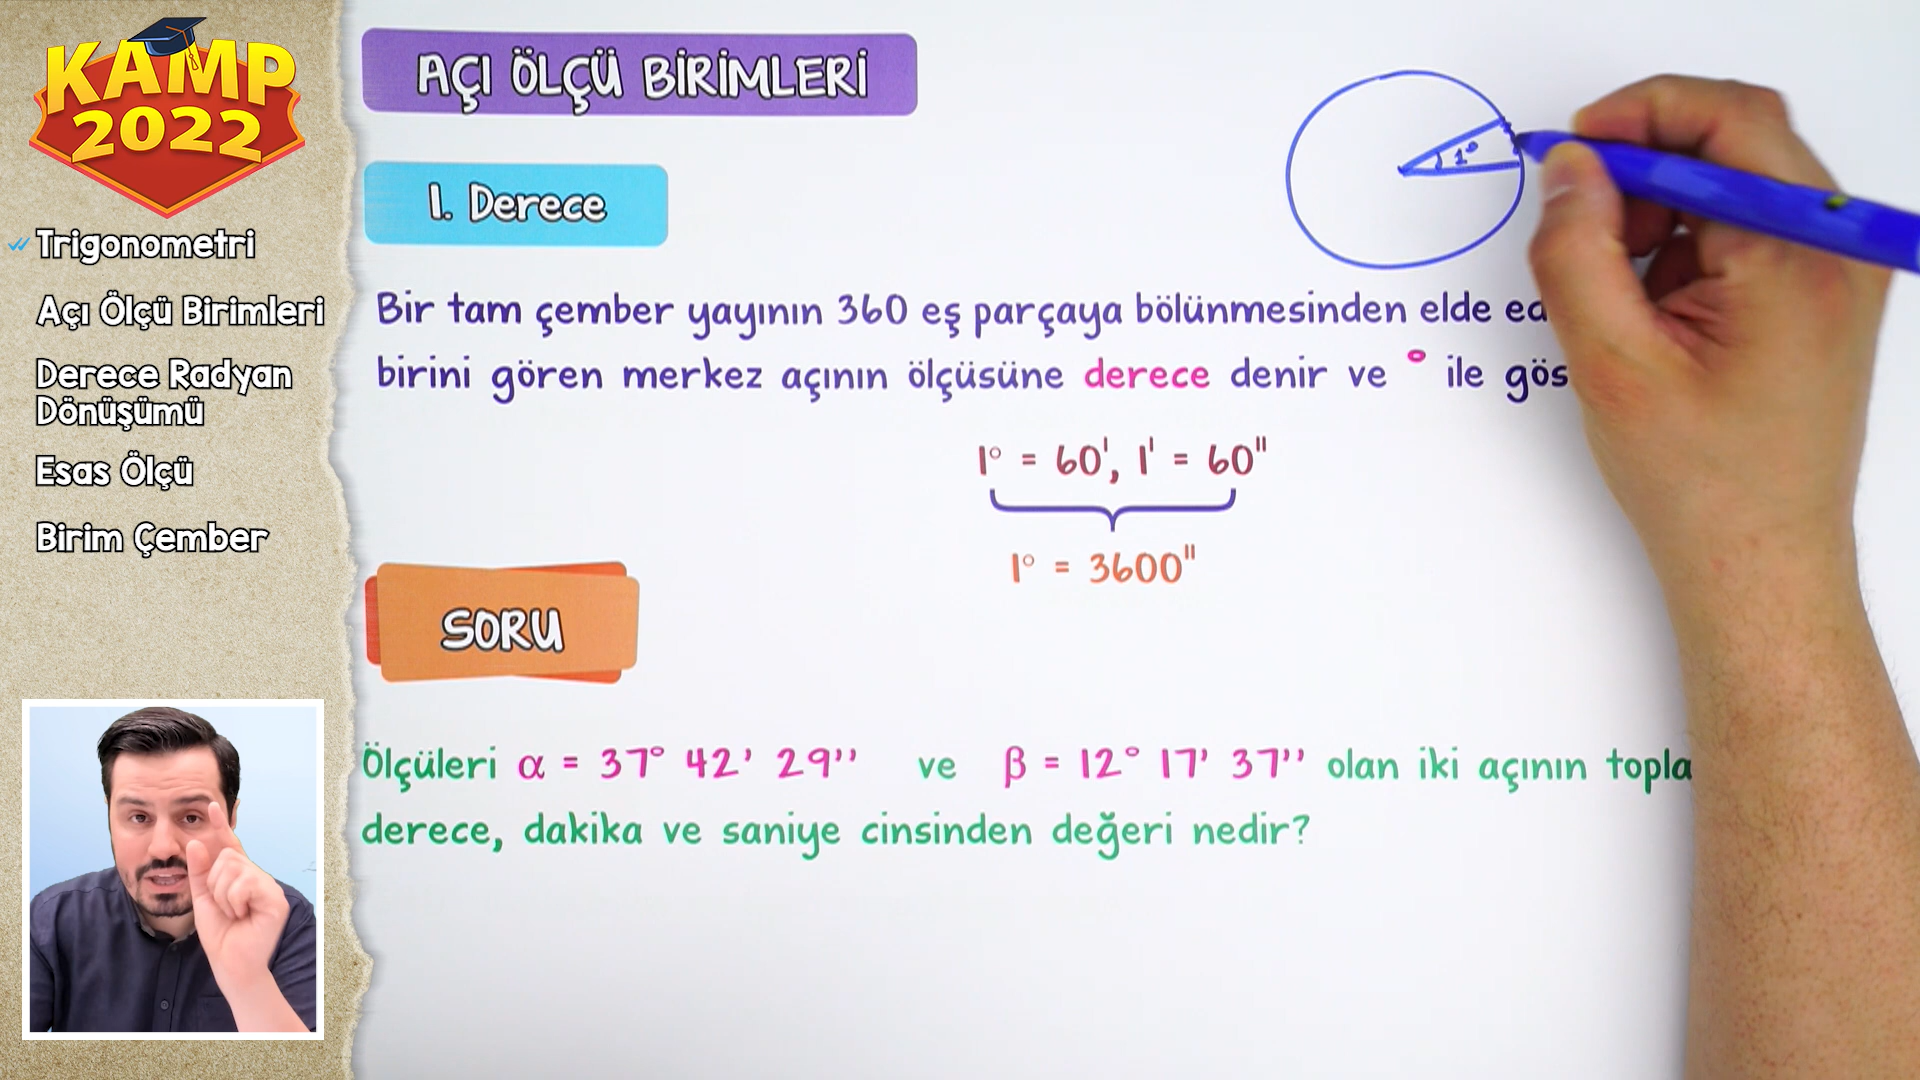 KAMP
2022
Trigonometri
Açı Ölçü Birimleri
Derece Radyan
Dönüşümü
Esas Ölçü
Birim Çember
AÇI ÖLÇÜ BİRİMLERİ
1. Derece
1°
Bir tam çember yayının 360 eş parçaya bölünmesinden elde
birini gören merkez açının ölçüsüne derece denir ve ° ile
1° = 60', 1' = 60"
1° = 3600"
SORU
Ölçüleri α = 37° 42' 29'' ve β = 12° 17' 37'' olan iki açının
derece, dakika ve saniye cinsinden değeri nedir?